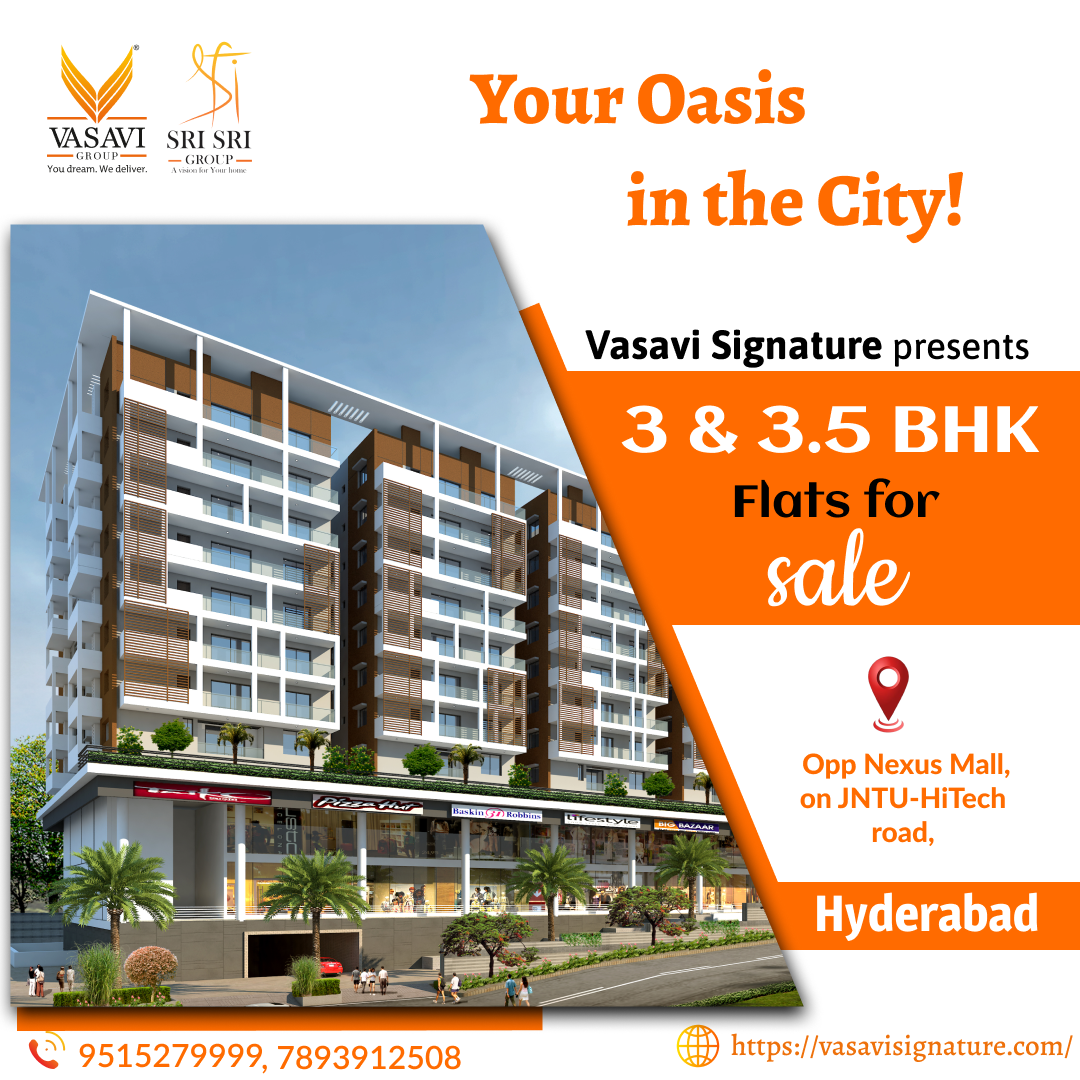 VASAVI
GROUP
You dream. We deliver.
SRI SRI
GROUP
A vision for Your home
Your Oasis
in the City!
Vasavi Signature presents
3 & 3.5 BHK
Flats for
sale
Pizza Hut
Baskin 31 Robbins
lifestyle
BIG BAZAAR
Opp Nexus Mall,
on JNTU-HiTech
road,
Hyderabad
9515279999, 7893912508
https://vasavisignature.com/